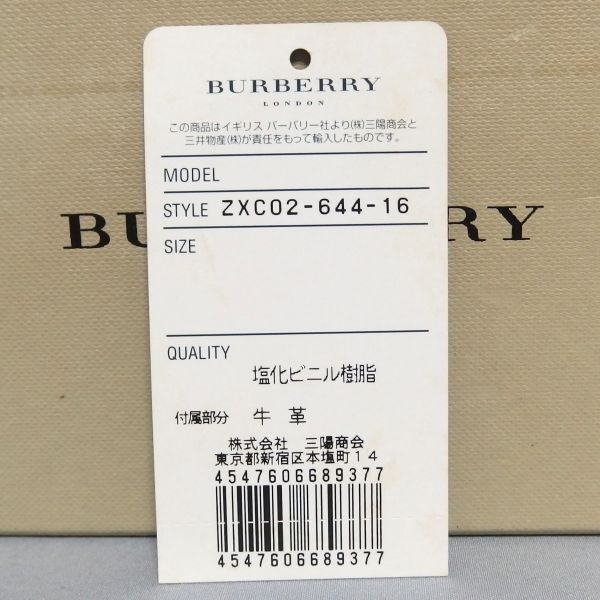 BURBERRY
LONDON
この商品はイギリス バーバリー社より(株)三陽商会と
三井物産(株)が責任をもって輸入したものです。
MODEL
STYLE ZXC02-644-16
SIZE
QUALITY
塩化ビニル樹脂
付属部分 牛革
株式会社 三陽商会
東京都新宿区本塩町14
4547606689377
4547606689377
BURBERRY